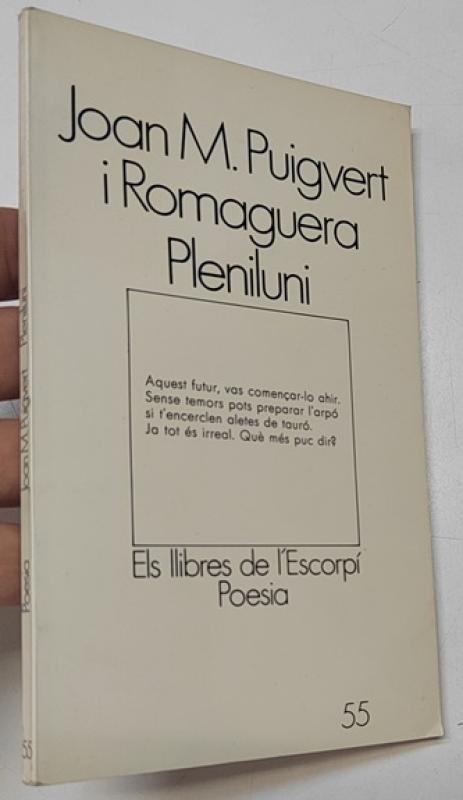 Joan M. Puigvert
i Romaguera
Pleniluni
Aquest futur, vas començar-lo ahir.
Sense temors pots preparar l'arpó
si t'encerclen aletes de tauró.
Ja tot és irreal. Què més puc dir?
Els llibres de l'Escorpí
Poesia
55
Poesia Joan M. Puigvert Pleniluni
55